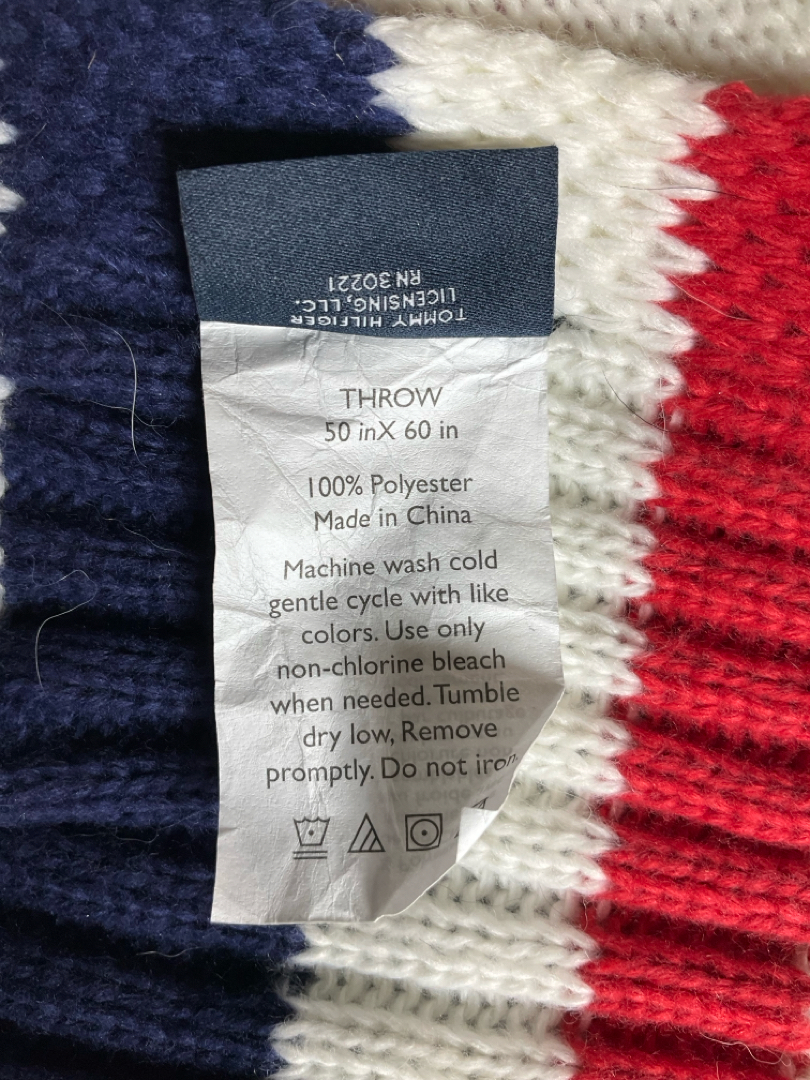 TOMMY HILFIGER
LICENSING, LLC.
RN 30221
THROW
50 inX 60 in
100% Polyester
Made in China
Machine wash cold
gentle cycle with like
colors. Use only
non-chlorine bleach
when needed. Tumble
dry low, Remove
promptly. Do not iron